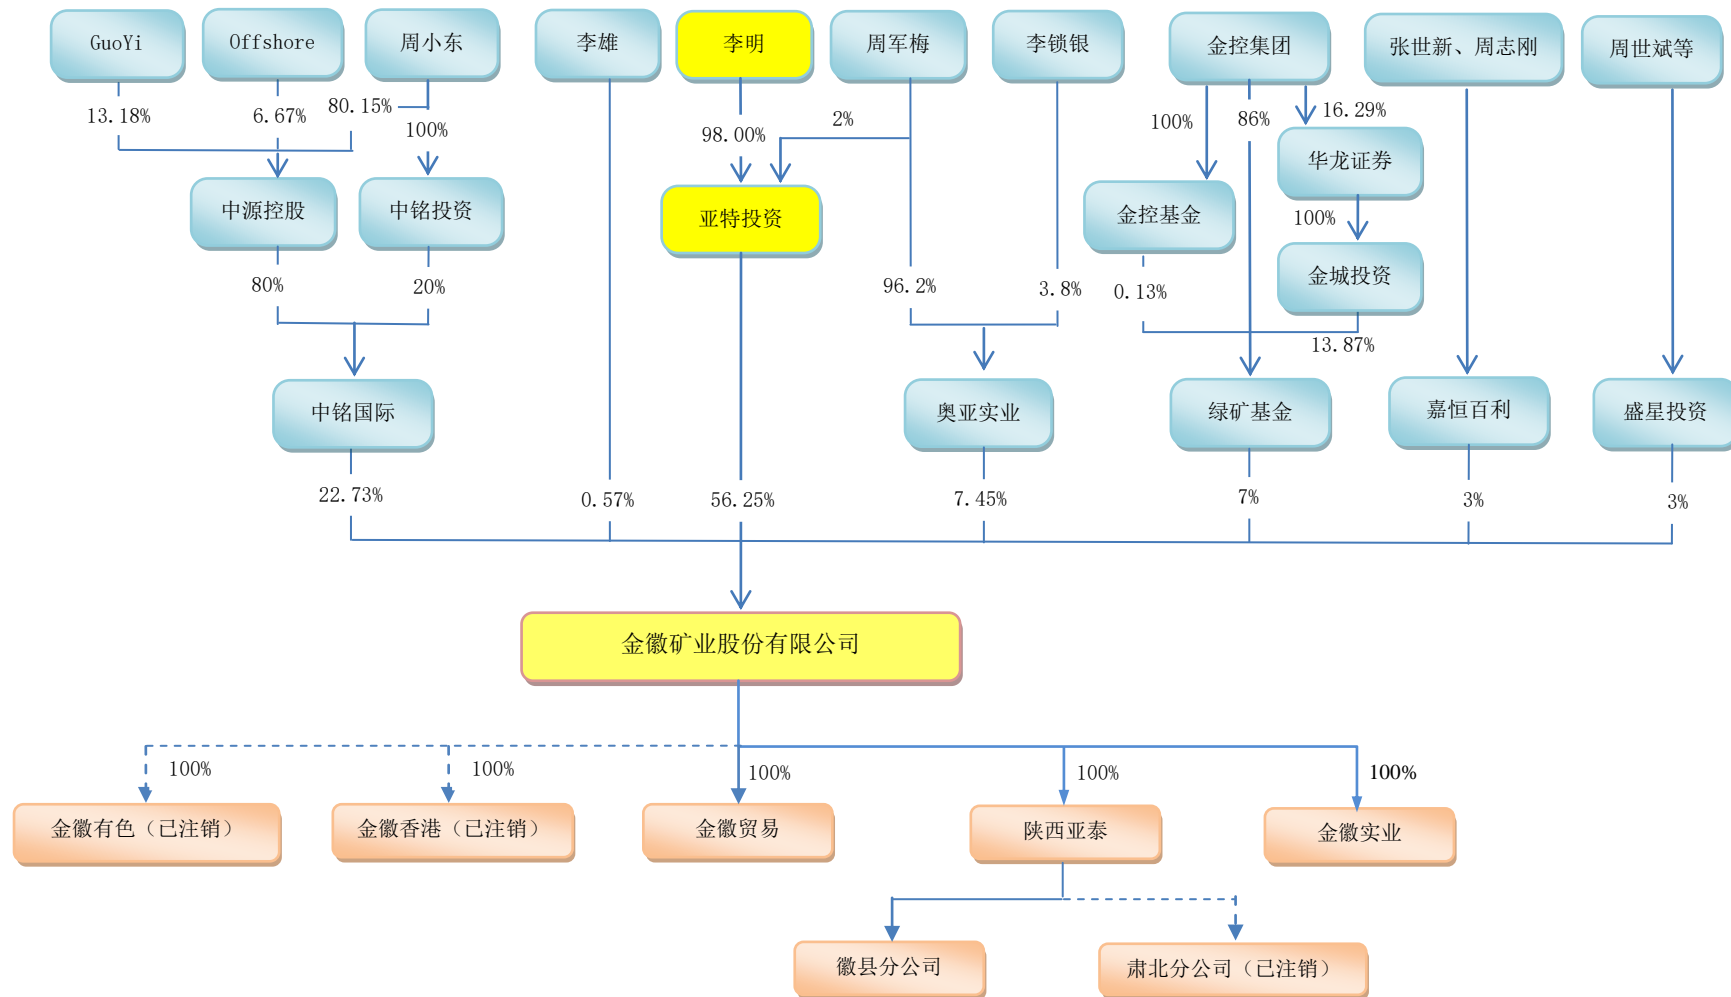 GuoYi
Offshore
周小东
李雄
李明
周军梅
李锁银
金控集团
张世新、周志刚
周世斌等
13.18%
6.67%
80.15%
100%
98.00%
2%
100%
86%
16.29%
华龙证券
中源控股
中铭投资
亚特投资
金控基金
100%
金城投资
80%
20%
96.2%
3.8%
0.13%
13.87%
中铭国际
奥亚实业
绿矿基金
嘉恒百利
盛星投资
22.73%
0.57%
56.25%
7.45%
7%
3%
3%
金徽矿业股份有限公司
100%
100%
100%
100%
100%
金徽有色（已注销）
金徽香港（已注销）
金徽贸易
陕西亚泰
金徽实业
徽县分公司
肃北分公司（已注销）